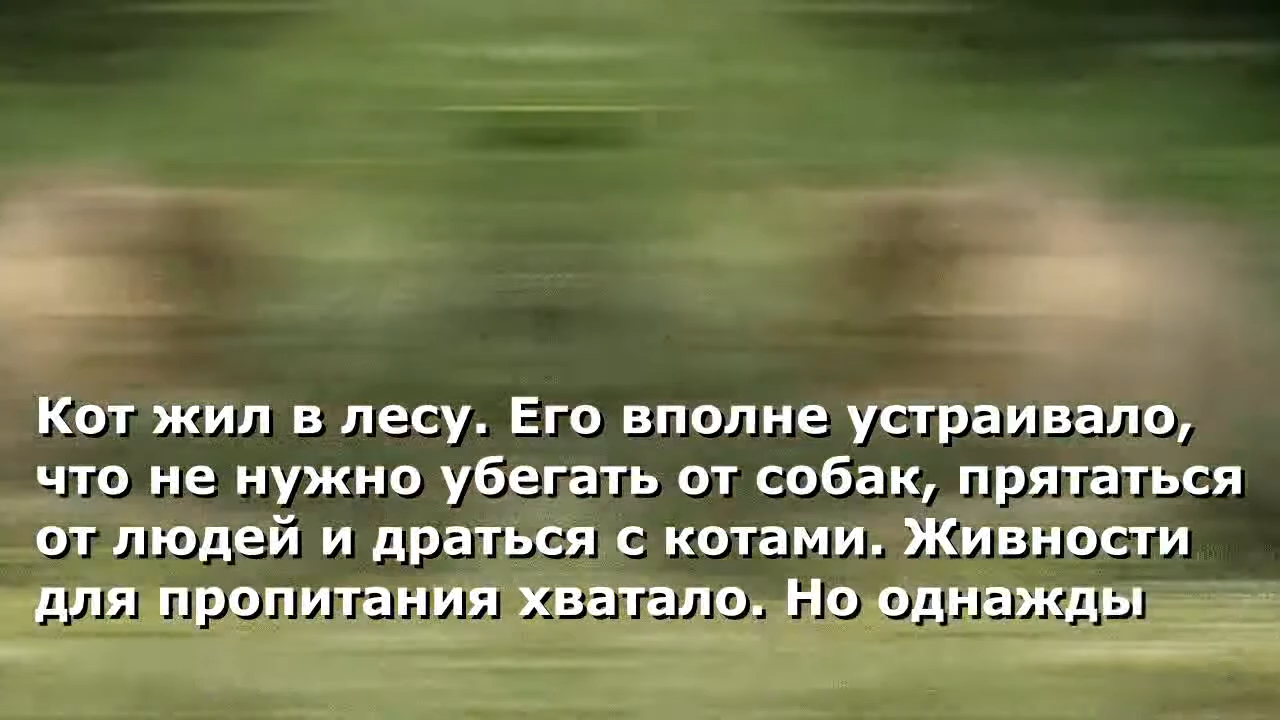 Кот жил в лесу. Его вполне устраивало,
что не нужно убегать от собак, прятаться
от людей и драться с котами. Живности
для пропитания хватало. Но однажды